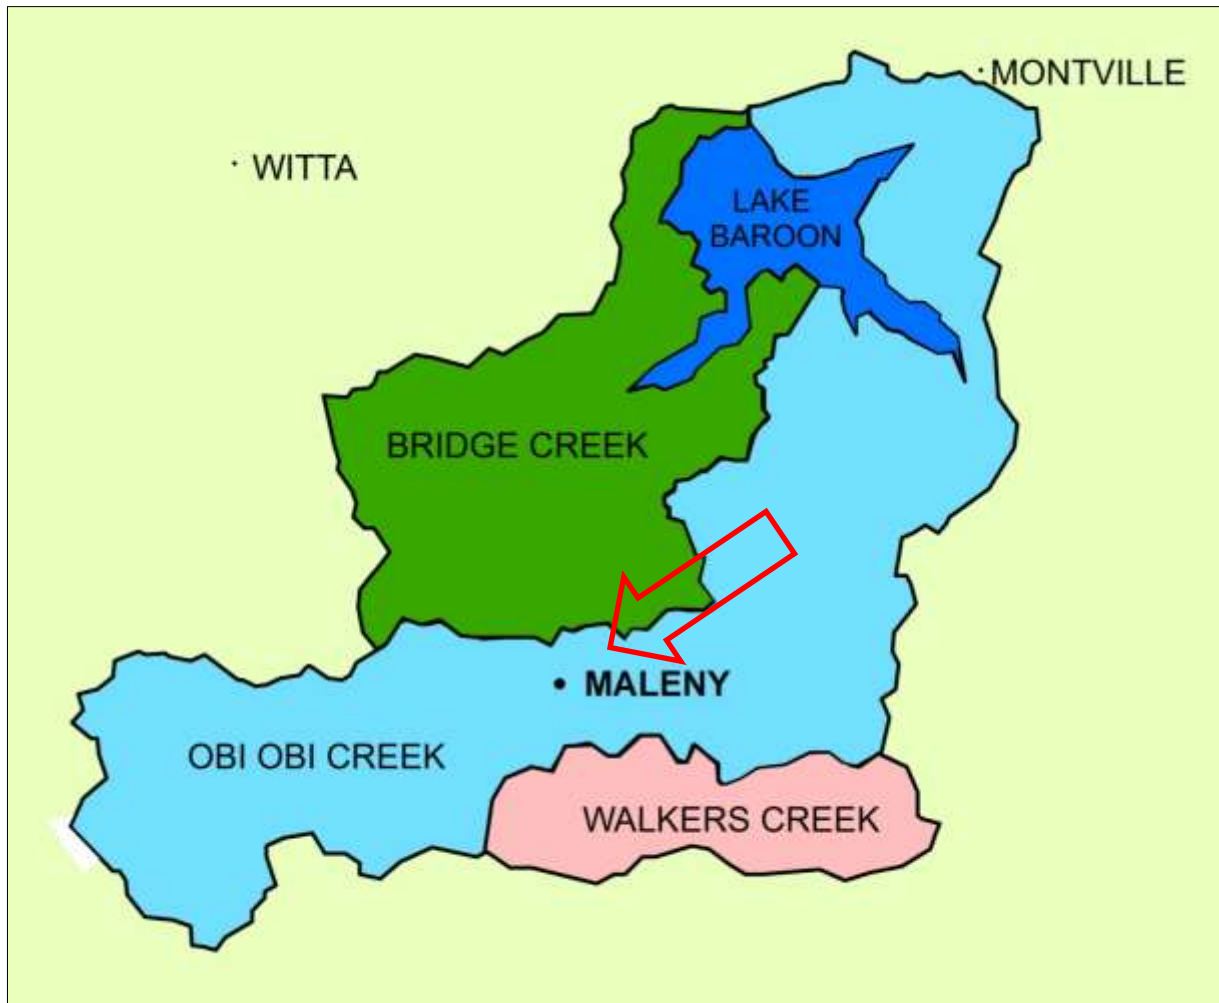 MONTVILLE
WITTA
LAKE
BAROON
BRIDGE CREEK
MALENY
OBI OBI CREEK
WALKERS CREEK